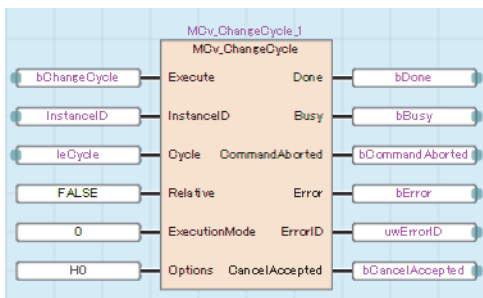 MCv_ChangeCycle_1
MCv_ChangeCycle
bChangeCycle Execute Done bDone
InstanceID InstanceID Busy bBusy
leCycle Cycle CommandAborted bCommandAborted
FALSE Relative Error bError
0 ExecutionMode ErrorID uwErrorID
H0 Options CancelAccepted bCancelAccepted